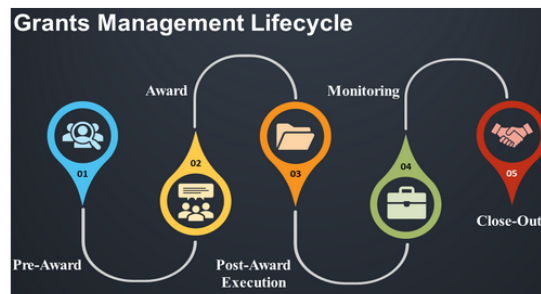 Grants Management Lifecycle
Award
Monitoring
01
02
03
04
05
Close-Out
Pre-Award
Post-Award
Execution